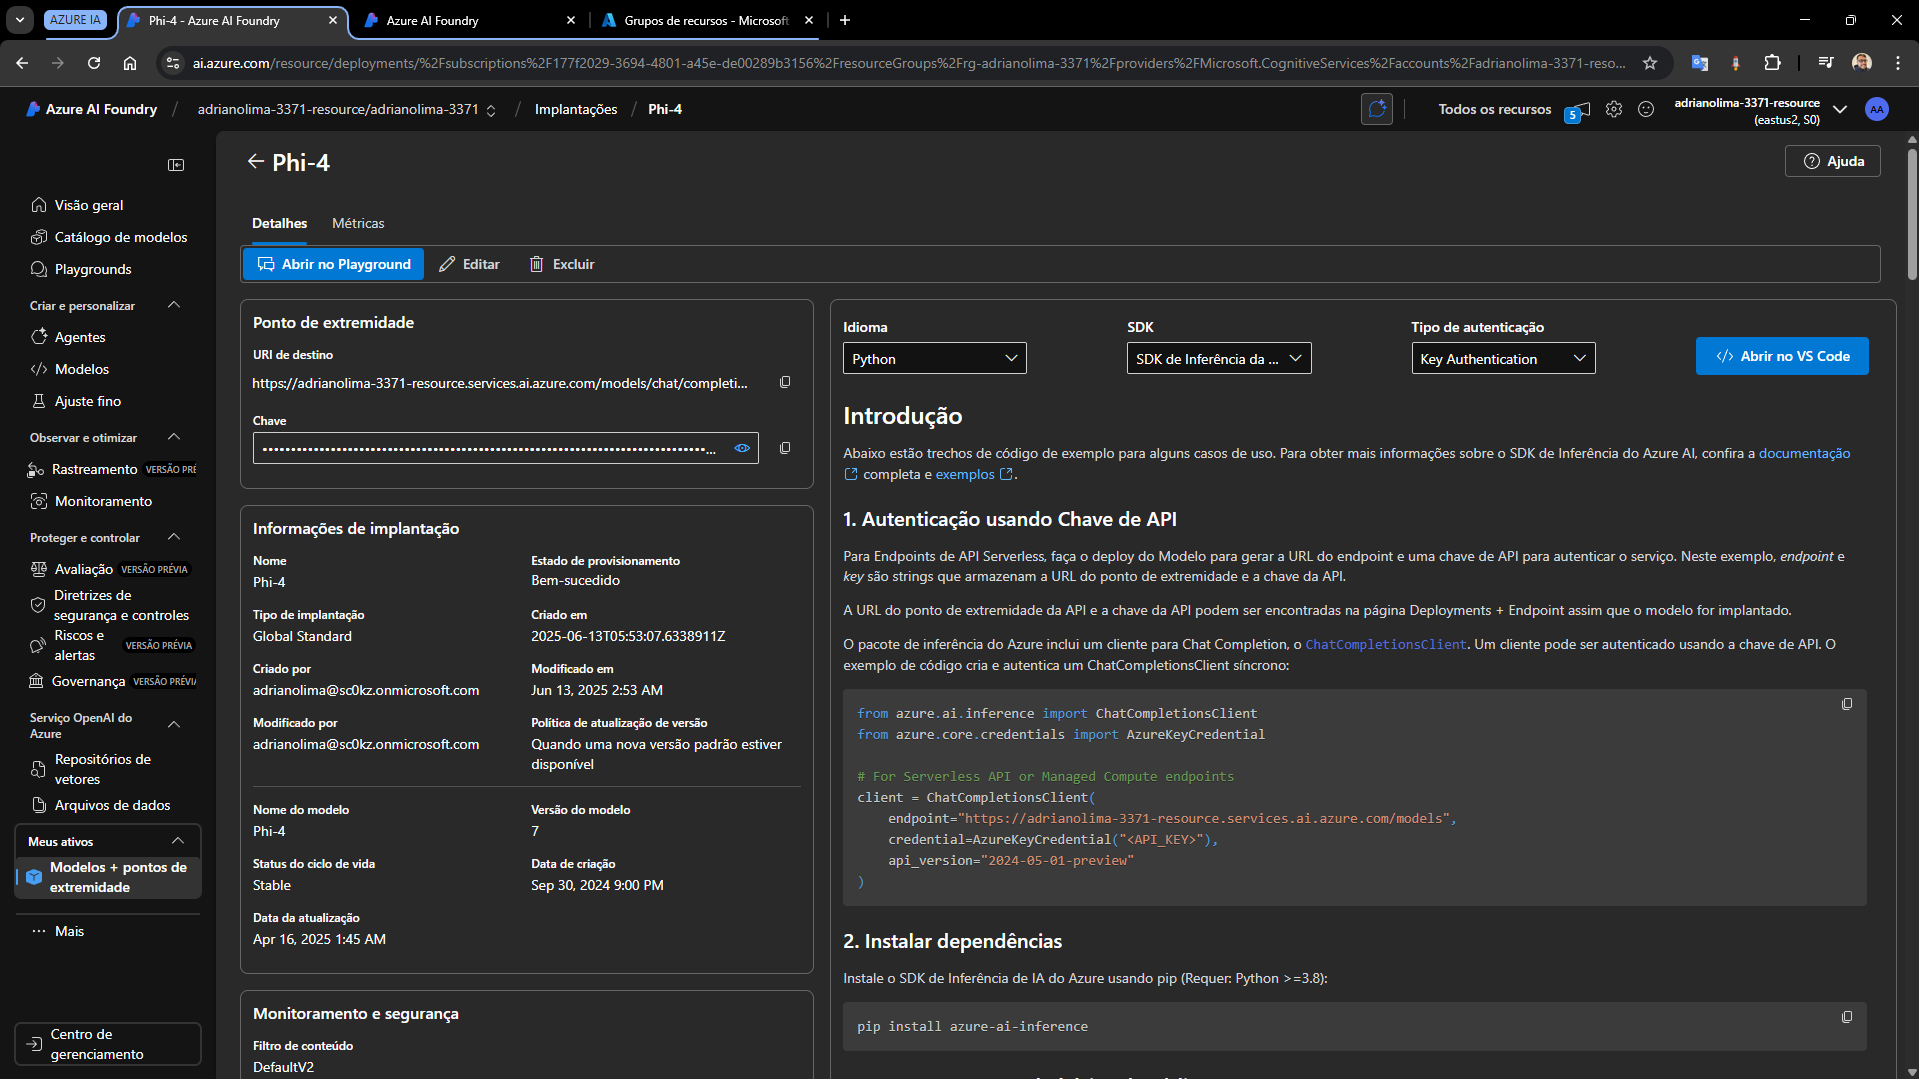 AZURE IA
Phi-4 - Azure AI Foundry
Azure AI Foundry
Grupos de recursos - Microsoft
ai.azure.com/resource/deployments/%2Fsubscriptions%2F177f2029-3694-4801-a45e-de00289b3156%2FresourceGroups%2Frg-adrianolima-3371%2Fproviders%2FMicrosoft.CognitiveServices%2Faccounts%2Fadrianolima-3371-reso...
Azure AI Foundry / adrianolima-3371-resource/adrianolima-3371 / Implantações / Phi-4
Todos os recursos
5
adrianolima-3371-resource
(eastus2, S0)
AA
Phi-4
Ajuda
Visão geral
Catálogo de modelos
Playgrounds
Criar e personalizar
Agentes
Modelos
Ajuste fino
Observar e otimizar
Rastreamento VERSÃO PRÉ
Monitoramento
Proteger e controlar
Avaliação VERSÃO PRÉVIA
Diretrizes de
segurança e controles
Riscos e
alertas
VERSÃO PRÉVIA
Governança VERSÃO PRÉVIA
Serviço OpenAI do
Azure
Repositórios de
vetores
Arquivos de dados
Meus ativos
Modelos + pontos de
extremidade
Mais
Centro de
gerenciamento
Detalhes Métricas
Abrir no Playground Editar Excluir
Ponto de extremidade
URI de destino
https://adrianolima-3371-resource.services.ai.azure.com/models/chat/completi...
Chave
Informações de implantação
Nome
Phi-4
Estado de provisionamento
Bem-sucedido
Tipo de implantação
Global Standard
Criado em
2025-06-13T05:53:07.6338911Z
Criado por
adrianolima@sc0kz.onmicrosoft.com
Modificado em
Jun 13, 2025 2:53 AM
Modificado por
adrianolima@sc0kz.onmicrosoft.com
Política de atualização de versão
Quando uma nova versão padrão estiver
disponível
Nome do modelo
Phi-4
Versão do modelo
7
Status do ciclo de vida
Stable
Data de criação
Sep 30, 2024 9:00 PM
Data da atualização
Apr 16, 2025 1:45 AM
Monitoramento e segurança
Filtro de conteúdo
DefaultV2
Idioma
Python
SDK
SDK de Inferência da ...
Tipo de autenticação
Key Authentication
Abrir no VS Code
Introdução
Abaixo estão trechos de código de exemplo para alguns casos de uso. Para obter mais informações sobre o SDK de Inferência do Azure AI, confira a documentação
completa e exemplos .
1. Autenticação usando Chave de API
Para Endpoints de API Serverless, faça o deploy do Modelo para gerar a URL do endpoint e uma chave de API para autenticar o serviço. Neste exemplo, endpoint e
key são strings que armazenam a URL do ponto de extremidade e a chave da API.
A URL do ponto de extremidade da API e a chave da API podem ser encontradas na página Deployments + Endpoint assim que o modelo for implantado.
O pacote de inferência do Azure inclui um cliente para Chat Completion, o ChatCompletionsClient. Um cliente pode ser autenticado usando a chave de API. O
exemplo de código cria e autentica um ChatCompletionsClient síncrono:
from azure.ai.inference import ChatCompletionsClient
from azure.core.credentials import AzureKeyCredential
# For Serverless API or Managed Compute endpoints
client = ChatCompletionsClient(
endpoint="https://adrianolima-3371-resource.services.ai.azure.com/models",
credential=AzureKeyCredential("<API_KEY>"),
api_version="2024-05-01-preview"
)
2. Instalar dependências
Instale o SDK de Inferência de IA do Azure usando pip (Requer: Python >=3.8):
pip install azure-ai-inference